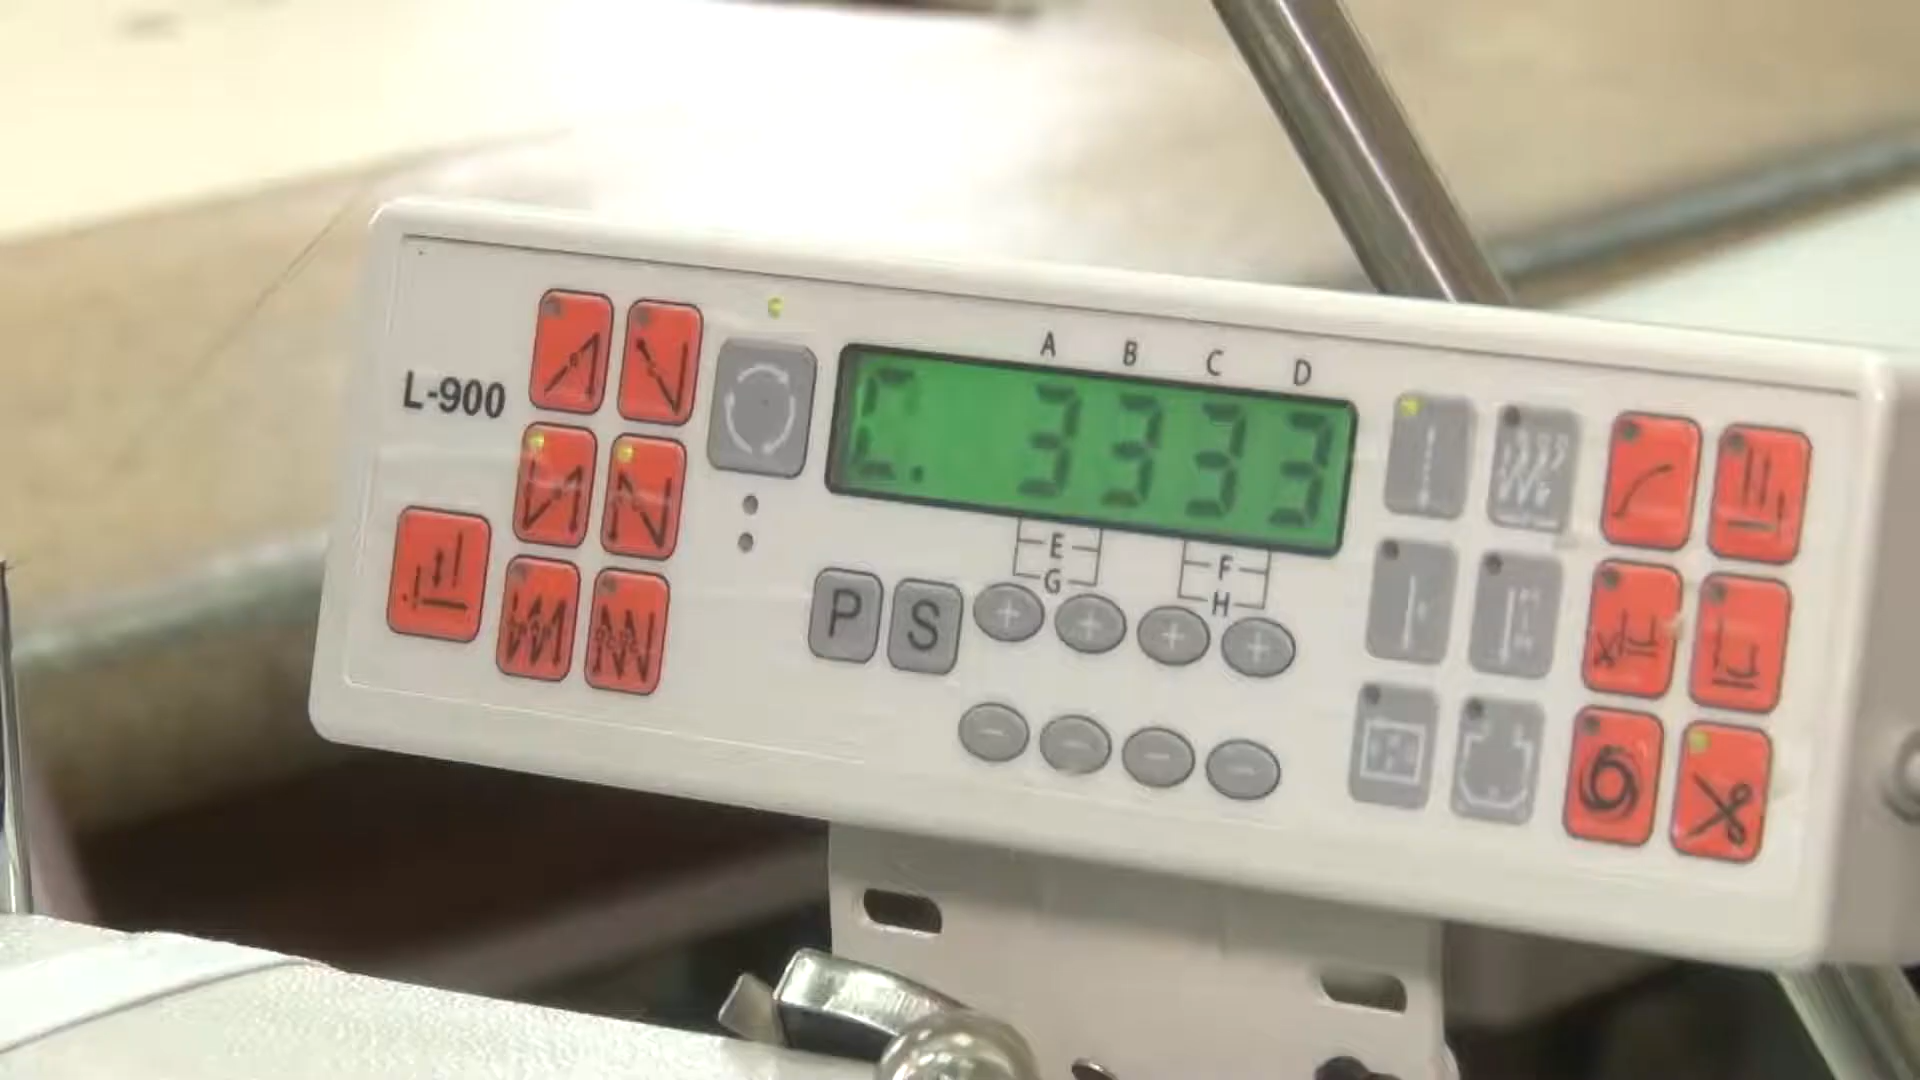 A B C D
L-900
C. 3333
E
F
G
H
P S
+ + + +
- - - -